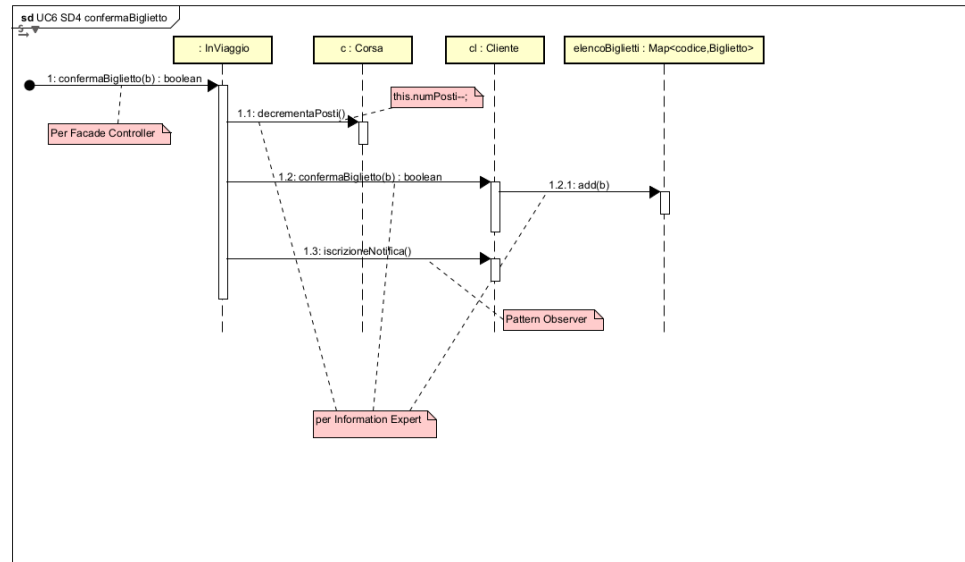 sd UC6 SD4 confermaBiglietto
: InViaggio
c : Corsa
cl : Cliente
elencoBiglietti : Map<codice,Biglietto>
1: confermaBiglietto(b) : boolean
this.numPosti--;
1.1: decrementaPosti()
Per Facade Controller
1.2: confermaBiglietto(b) : boolean
1.2.1: add(b)
1.3: iscrizioneNotifica()
Pattern Observer
per Information Expert